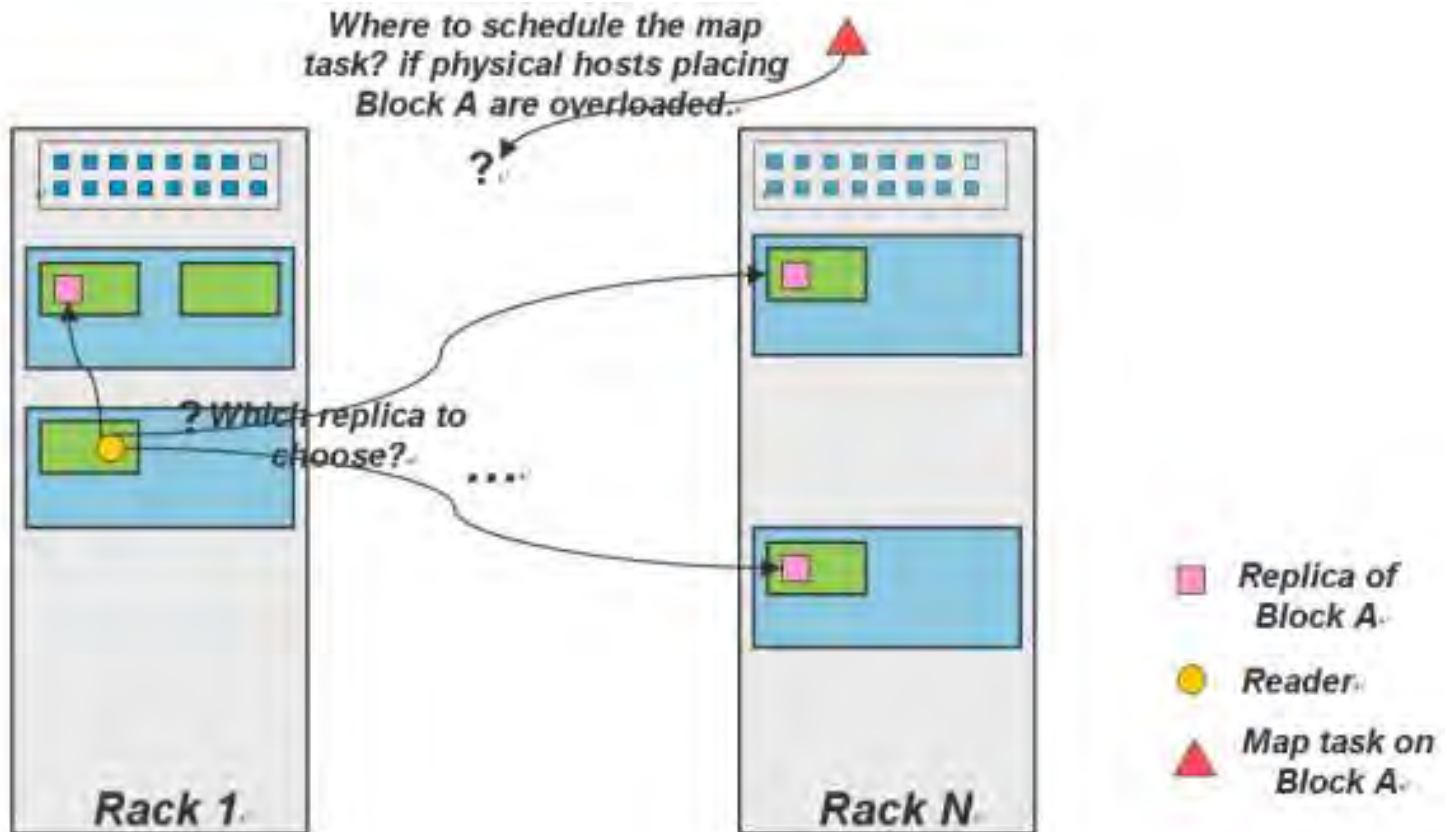 Where to schedule the map
task? if physical hosts placing
Block A are overloaded.
?
? Which replica to
choose?
...
Replica of
Block A
Reader
Map task on
Block A
Rack 1
Rack N